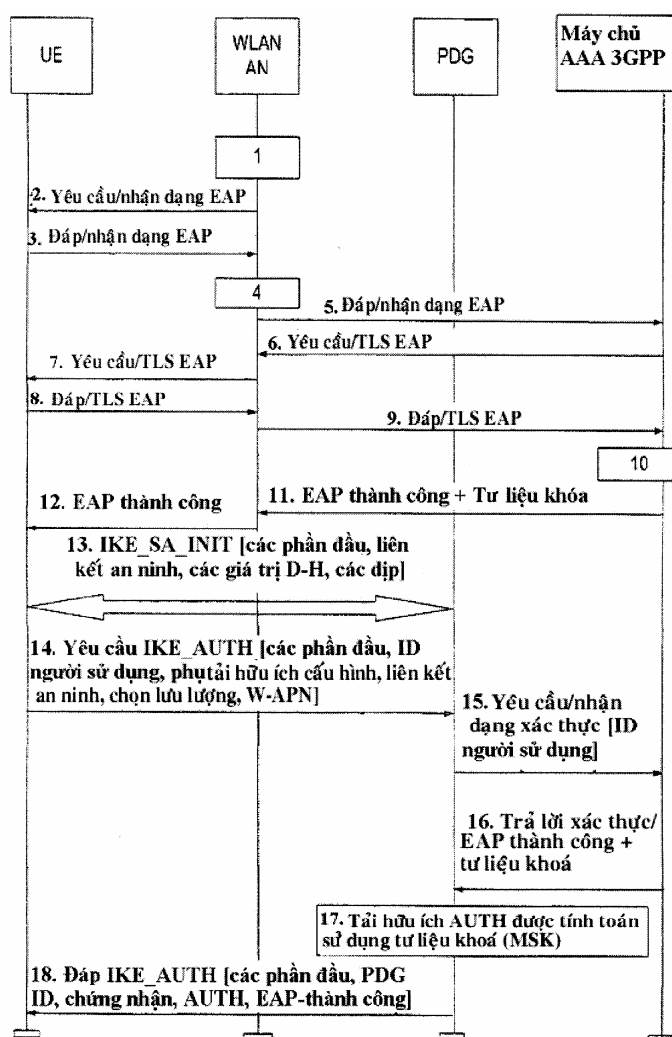 UE
WLAN
AN
PDG
Máy chủ
AAA 3GPP
1
2. Yêu cầu/nhận dạng EAP
3. Đáp/nhận dạng EAP
4
5. Đáp/nhận dạng EAP
6. Yêu cầu/TLS EAP
7. Yêu cầu/TLS EAP
8. Đáp/TLS EAP
9. Đáp/TLS EAP
10
11. EAP thành công + Tư liệu khóa
12. EAP thành công
13. IKE_SA_INIT [các phần đầu, liên
kết an ninh, các giá trị D-H, các dịp]
14. Yêu cầu IKE_AUTH [các phần đầu, ID
người sử dụng, phụtải hữu ích cấu hình, liên kết
an ninh, chọn lưu lượng, W-APN]
15. Yêu cầu/nhận
dạng xác thực [ID
người sử dụng]
16. Trả lời xác thực/
EAP thành công +
tư liệu khoá
17. Tải hữu ích AUTH được tính toán
sử dụng tư liệu khoá (MSK)
18. Đáp IKE_AUTH [các phần đầu, PDG
ID, chứng nhận, AUTH, EAP-thành công]